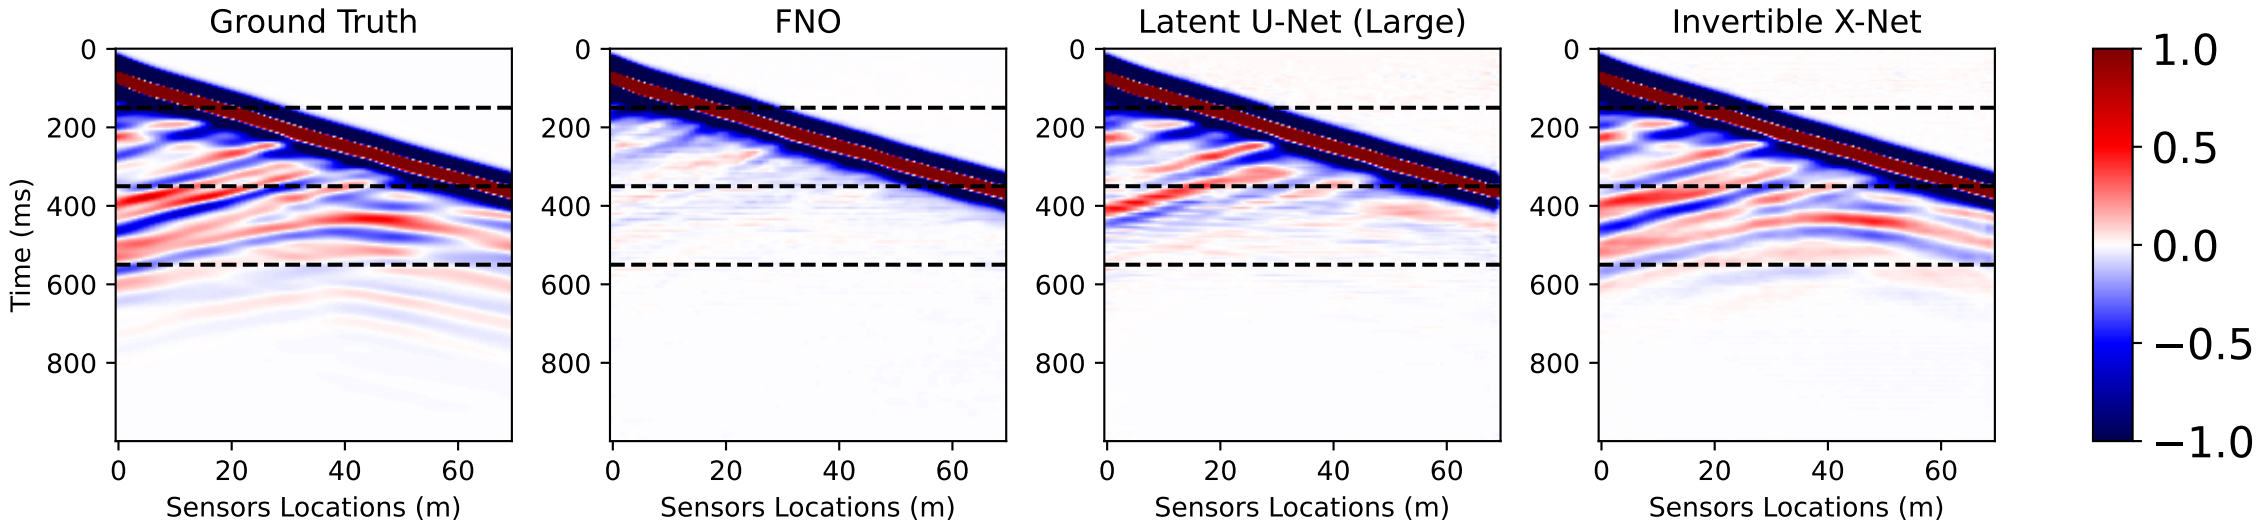 Ground Truth
FNO
Latent U-Net (Large)
Invertible X-Net
Time (ms)
0
200
400
600
800
0 20 40 60
Sensors Locations (m)
0
200
400
600
800
0 20 40 60
Sensors Locations (m)
0
200
400
600
800
0 20 40 60
Sensors Locations (m)
0
200
400
600
800
0 20 40 60
Sensors Locations (m)
1.0
0.5
0.0
−0.5
−1.0